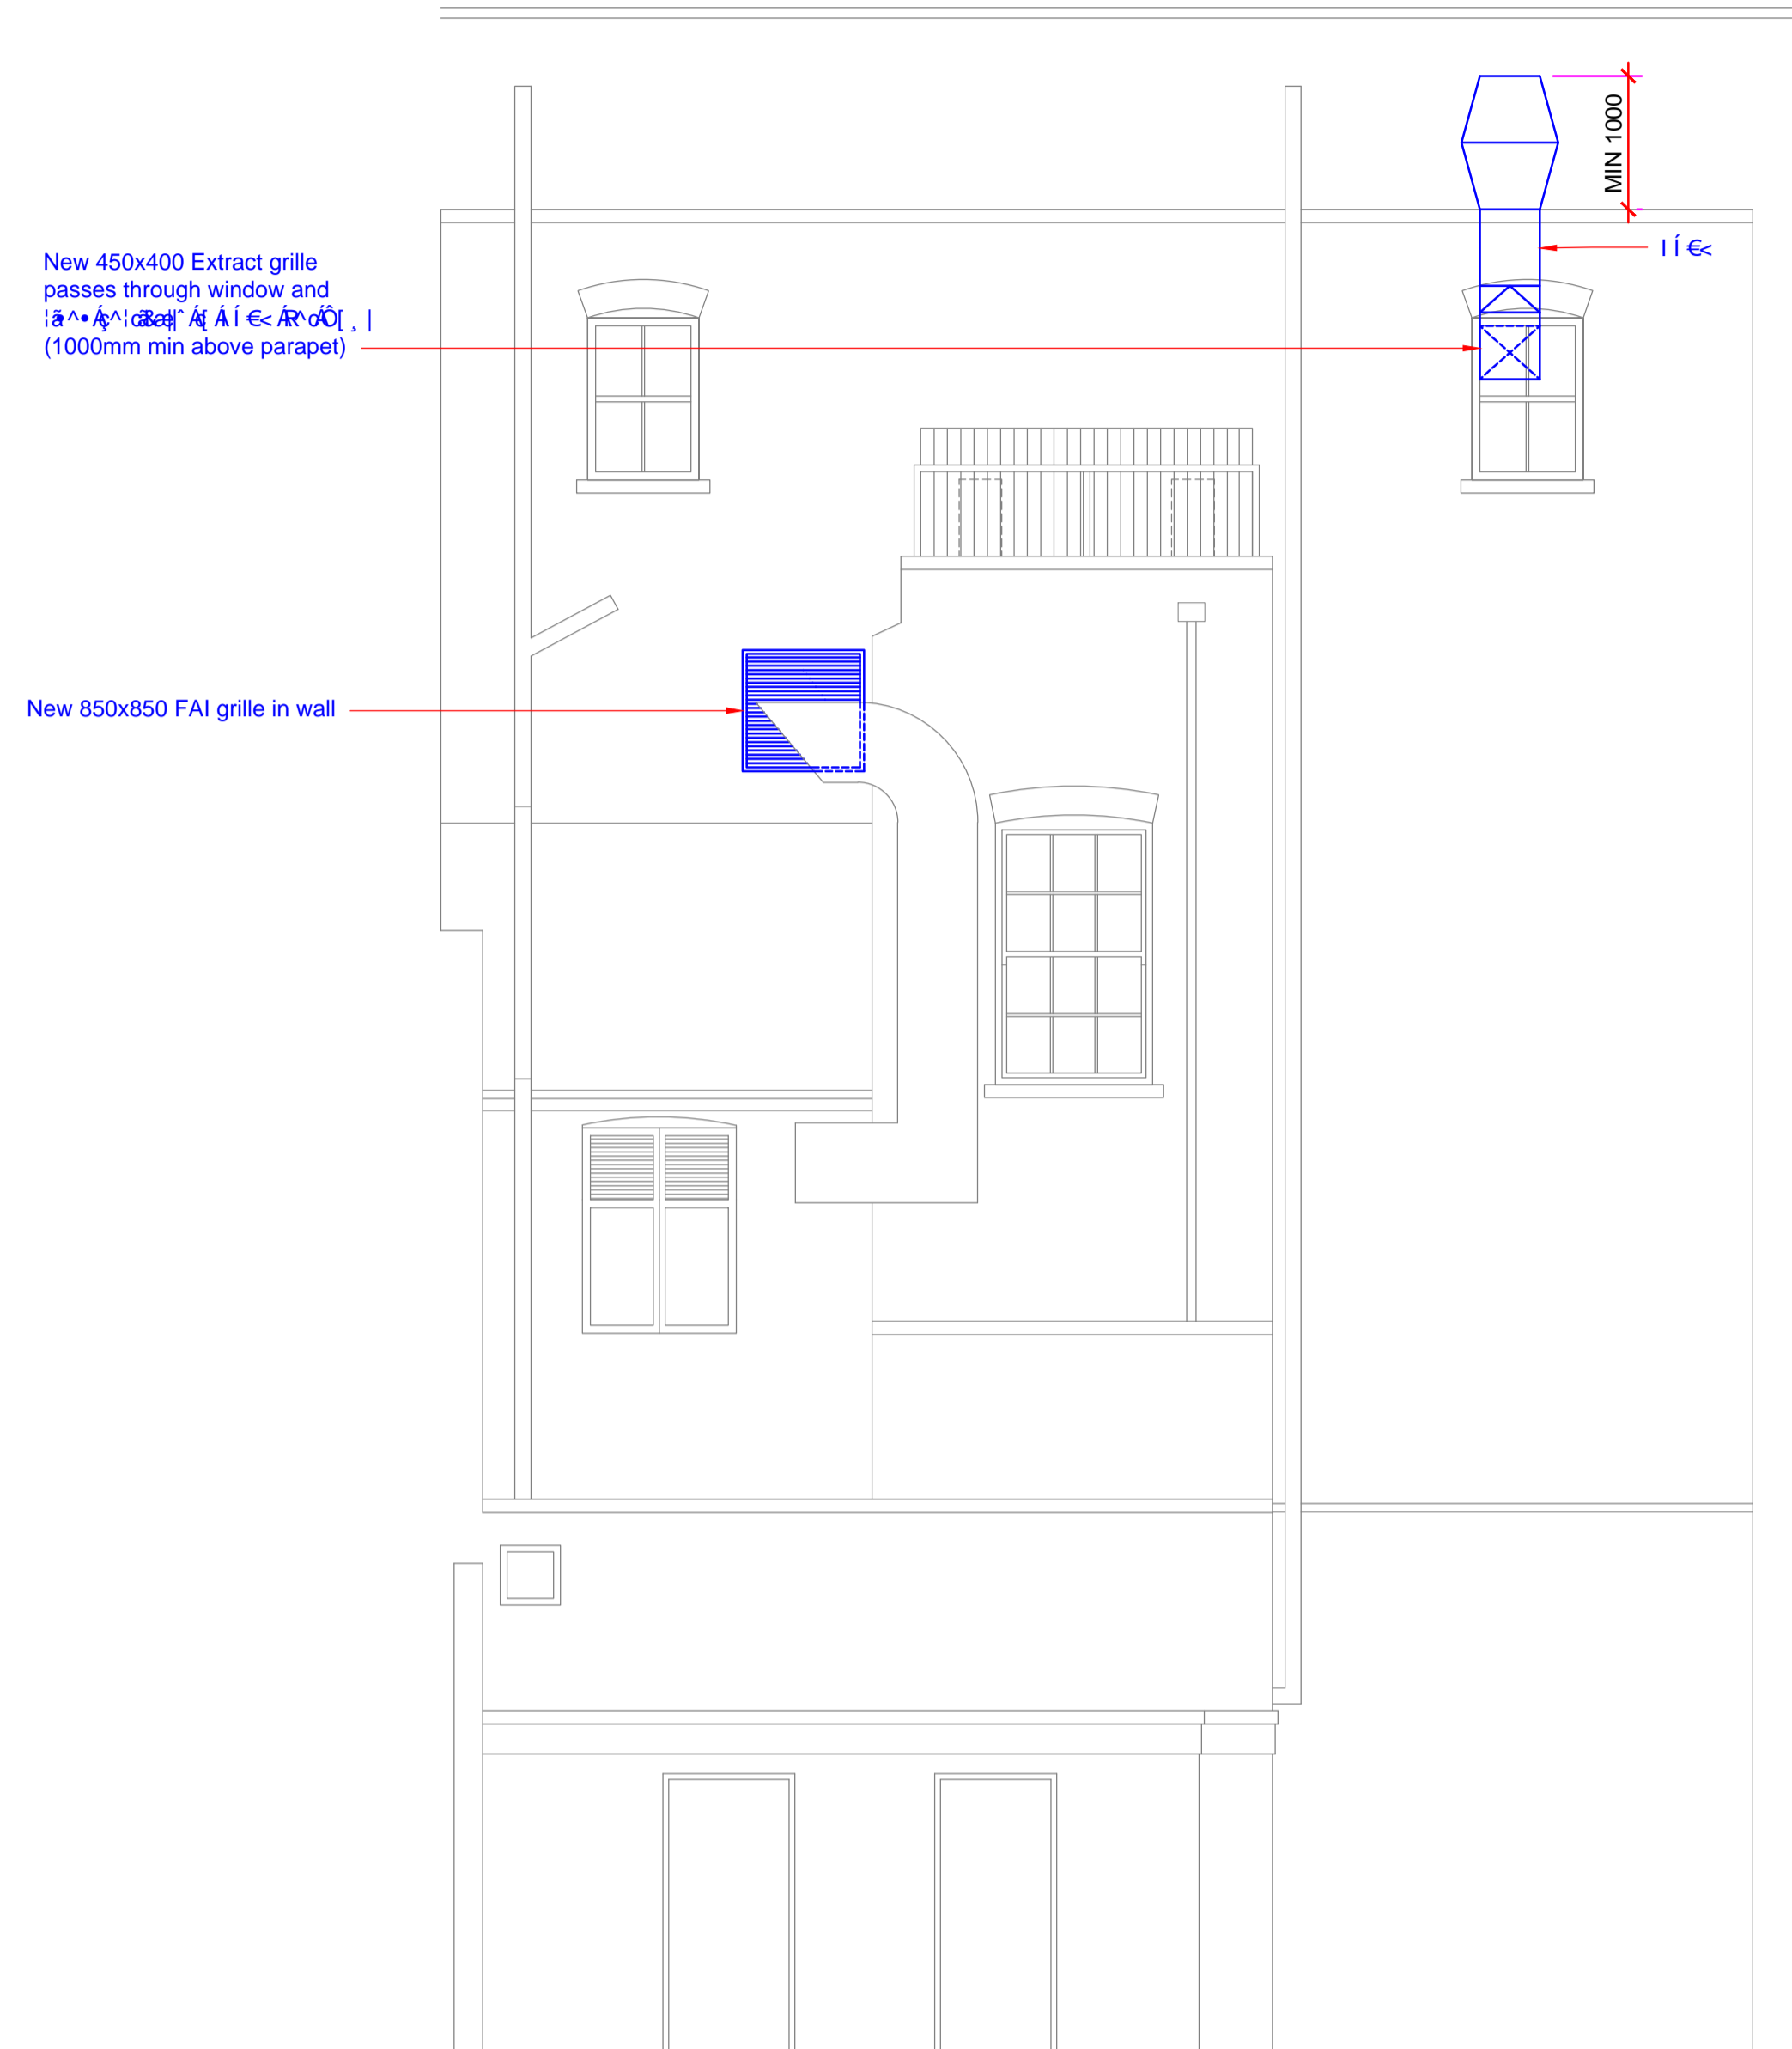 MIN 1000
New 450x400 Extract grille
passes through window and
(1000mm min above parapet)
New 850x850 FAI grille in wall